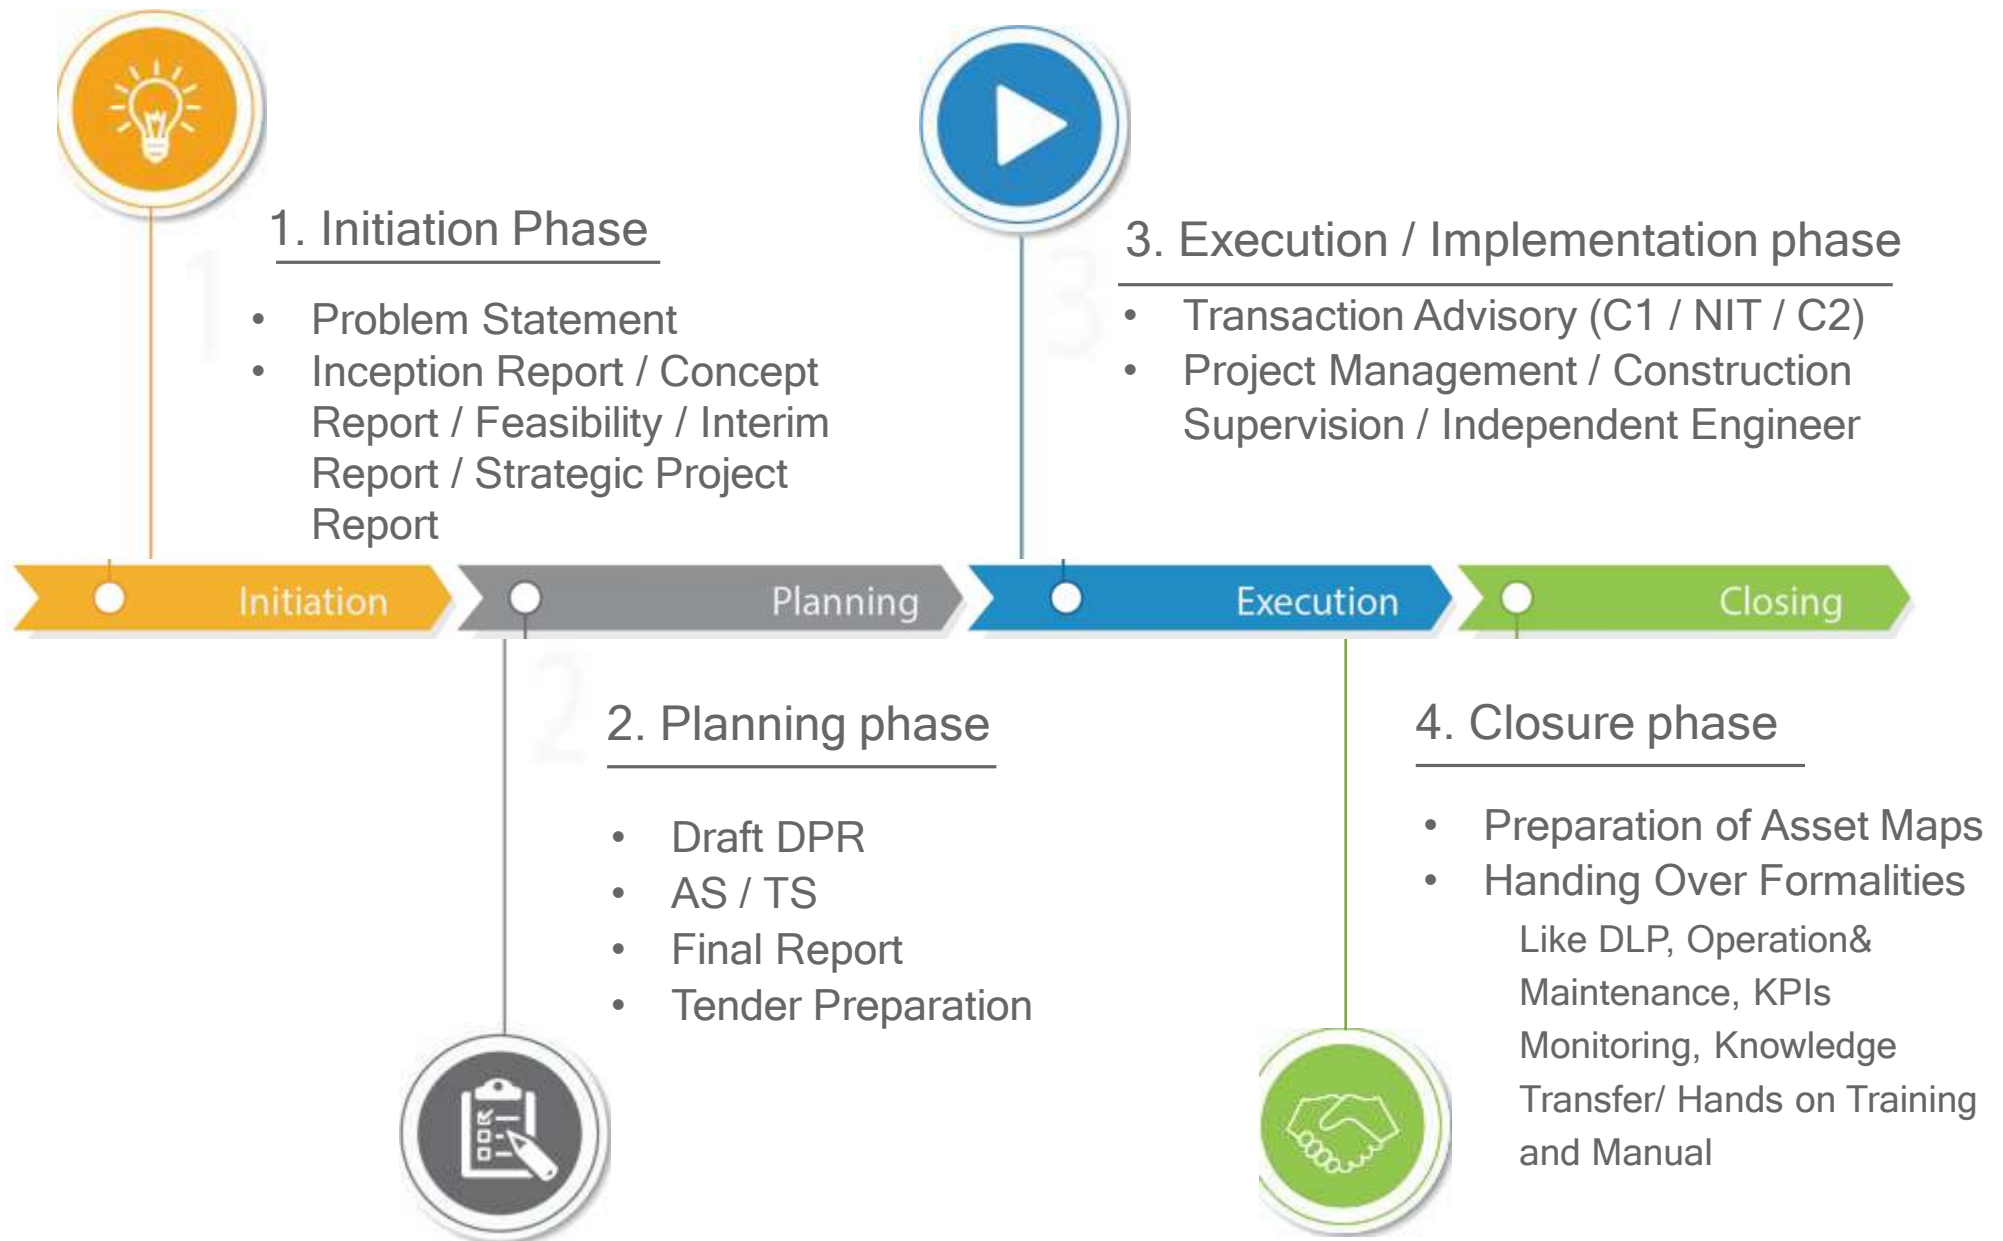 1. Initiation Phase
• Problem Statement
• Inception Report / Concept
Report / Feasibility / Interim
Report / Strategic Project
Report
3. Execution / Implementation phase
• Transaction Advisory (C1 / NIT / C2)
• Project Management / Construction
Supervision / Independent Engineer
1
3
Initiation
Planning
Execution
Closing
2
2. Planning phase
• Draft DPR
• AS / TS
• Final Report
• Tender Preparation
4. Closure phase
• Preparation of Asset Maps
• Handing Over Formalities
Like DLP, Operation&
Maintenance, KPIs
Monitoring, Knowledge
Transfer/ Hands on Training
and Manual